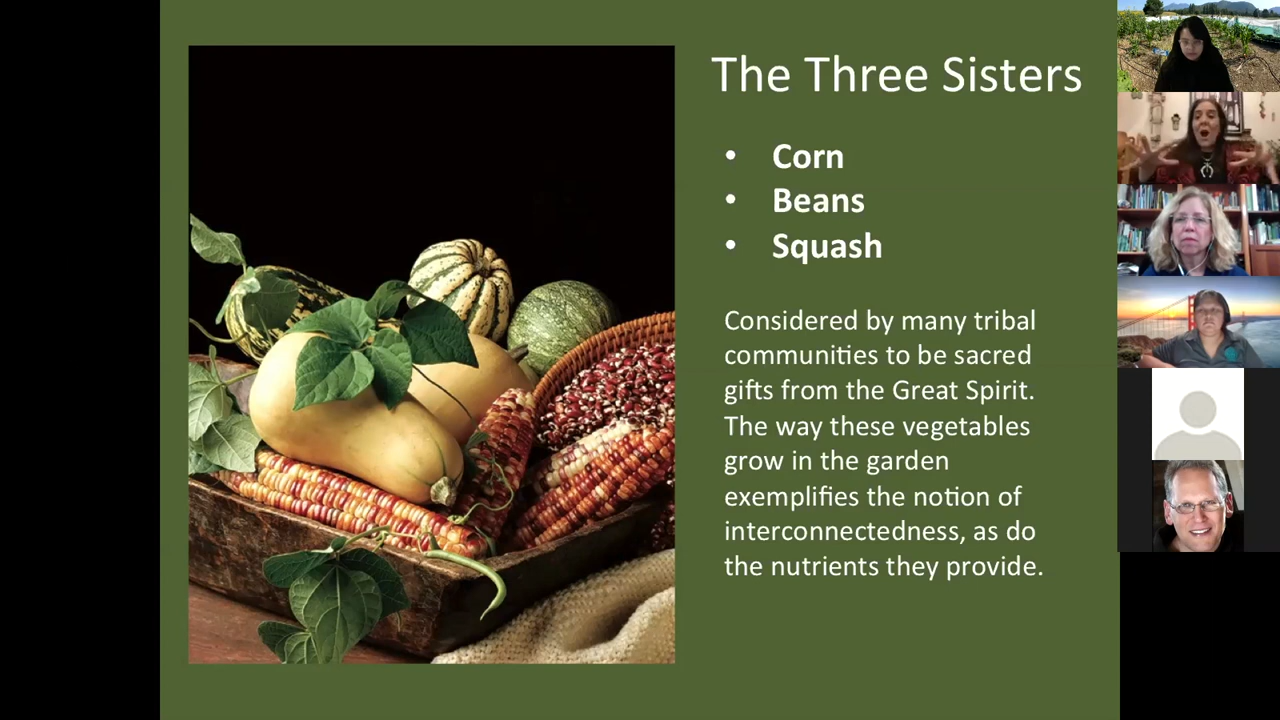 The Three Sisters
• Corn
• Beans
• Squash
Considered by many tribal
communities to be sacred
gifts from the Great Spirit.
The way these vegetables
grow in the garden
exemplifies the notion of
interconnectedness, as do
the nutrients they provide.